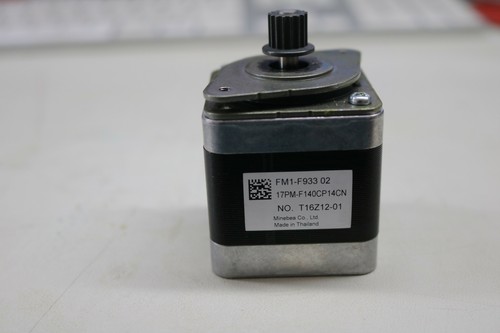 FM1-F933 02
17PM-F140CP14CN
NO. T16Z12-01
Minebea Co., Ltd.
Made in Thailand